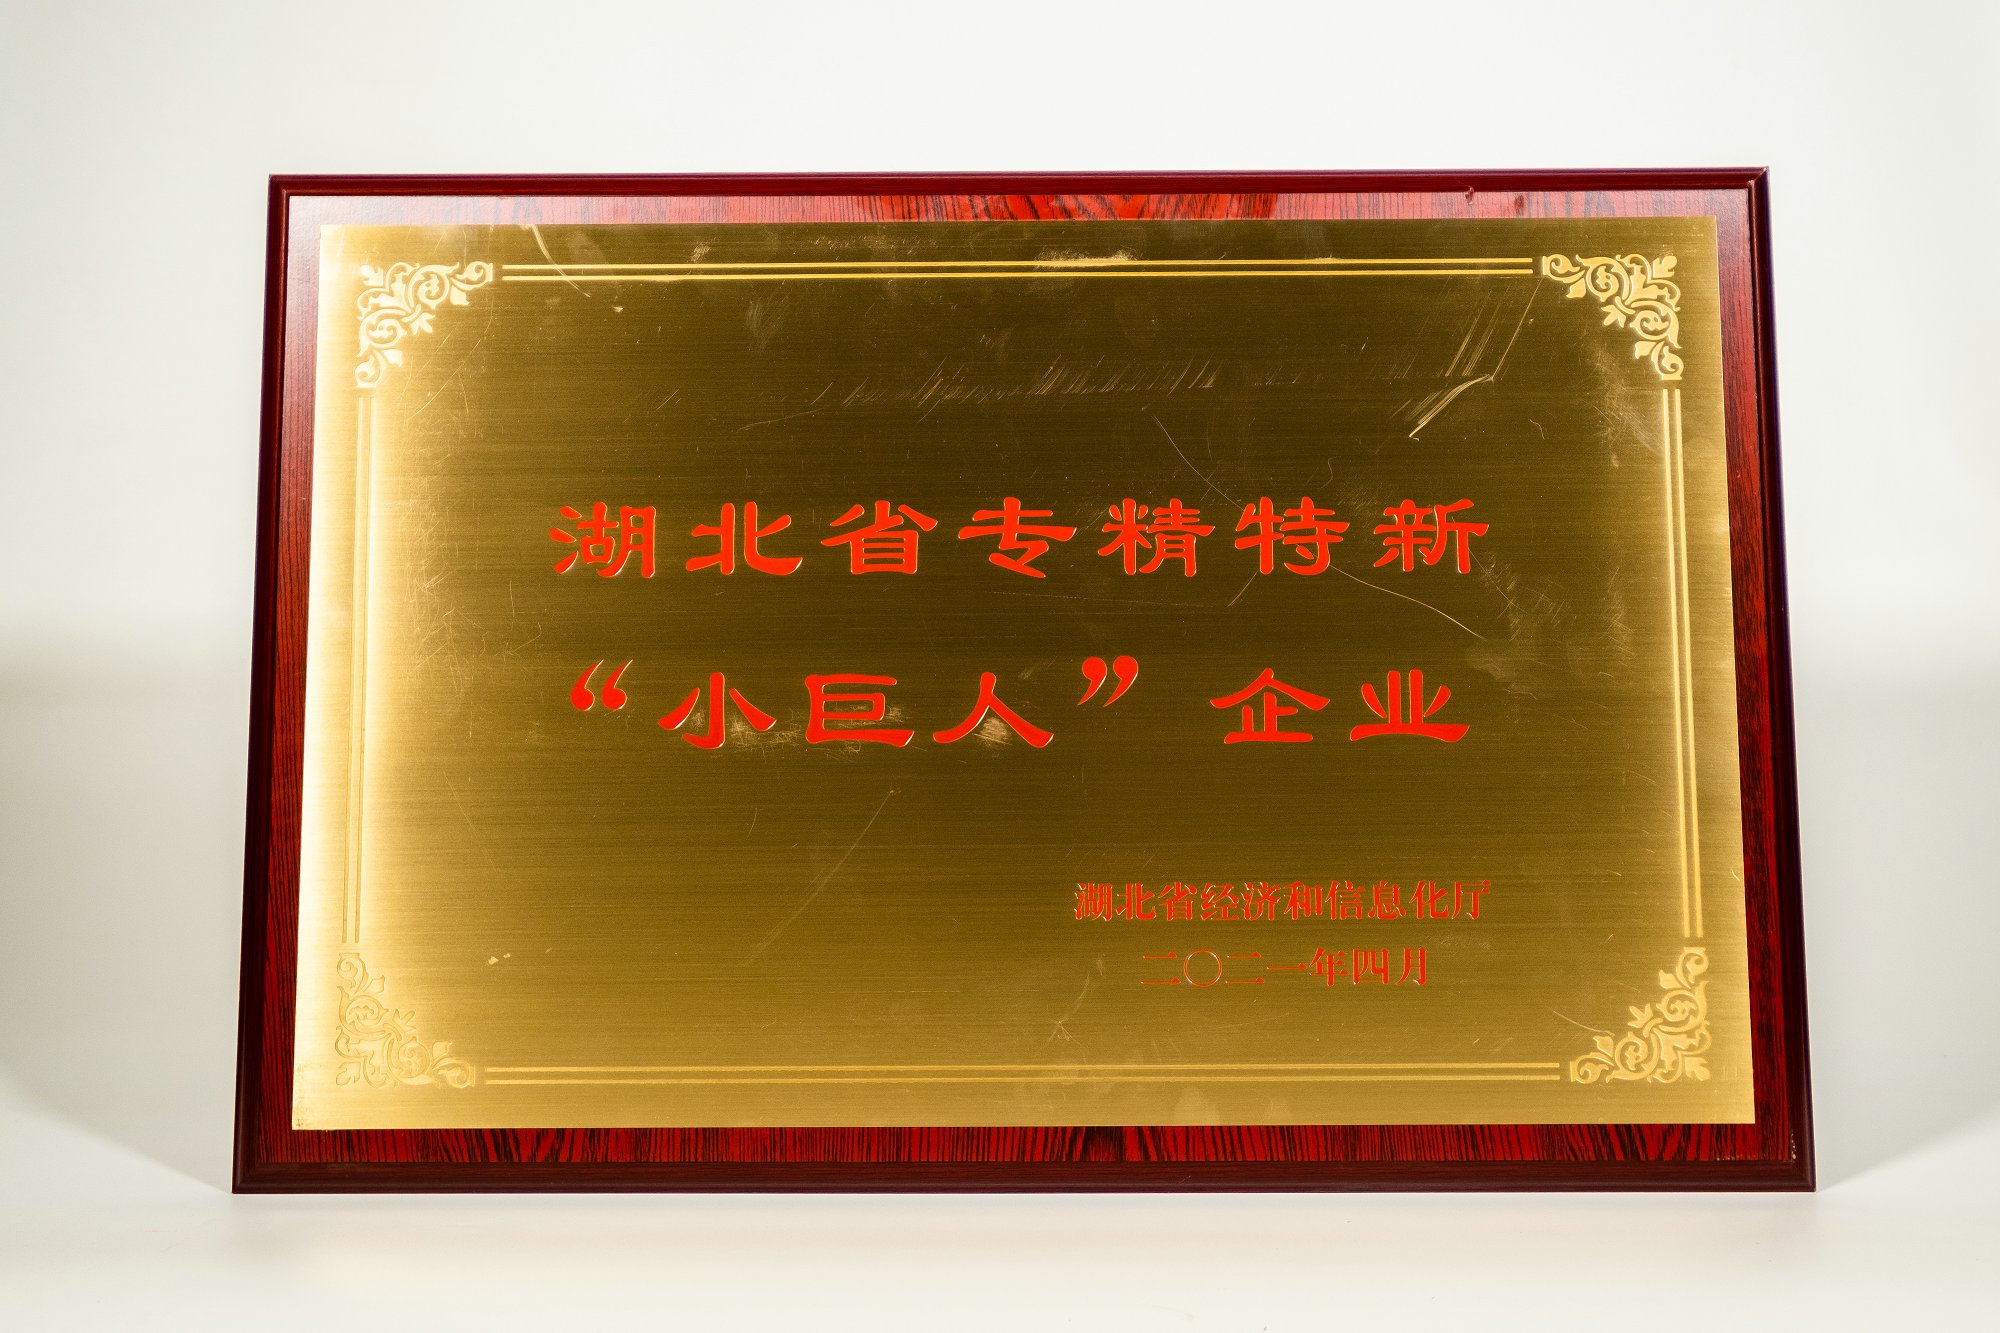 湖北省专精特新
“小巨人”企业
湖北省经济和信息化厅
二〇二一年四月